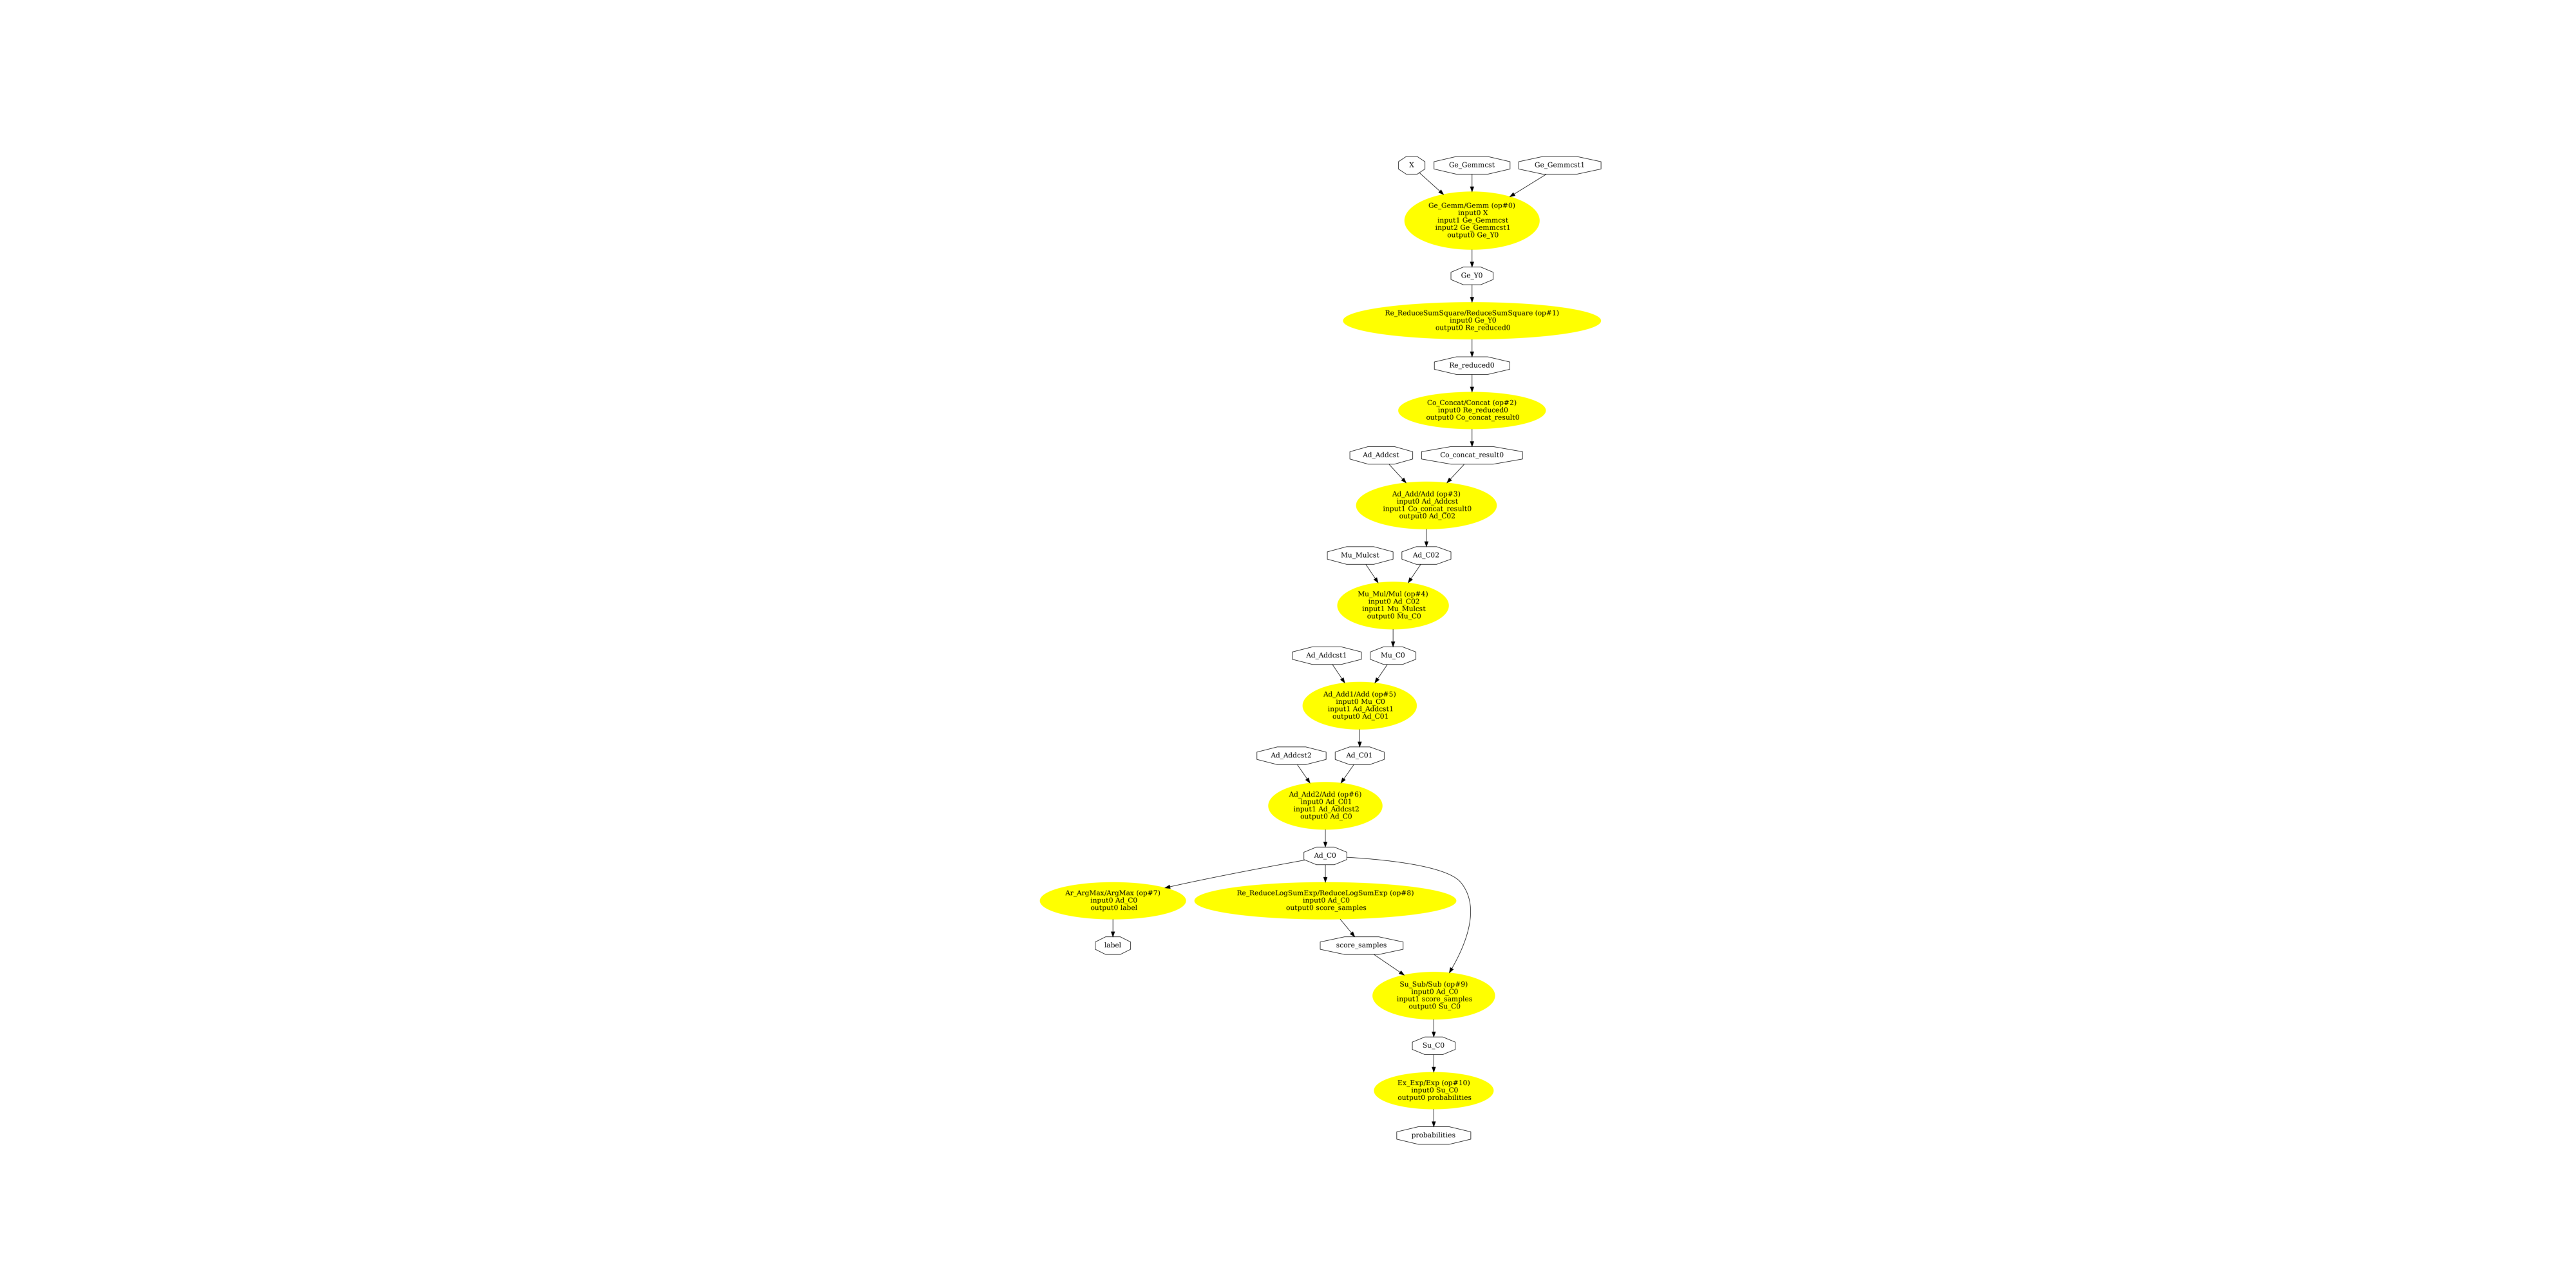 X
Ge_Gemmcst
Ge_Gemmcst1
Ge_Gemm/Gemm (op#0)
input0 X
input1 Ge_Gemmcst
input2 Ge_Gemmcst1
output0 Ge_Y0
Ge_Y0
Re_ReduceSumSquare/ReduceSumSquare (op#1)
input0 Ge_Y0
output0 Re_reduced0
Re_reduced0
Co_Concat/Concat (op#2)
input0 Re_reduced0
output0 Co_concat_result0
Ad_Addcst
Co_concat_result0
Ad_Add/Add (op#3)
input0 Ad_Addcst
input1 Co_concat_result0
output0 Ad_C02
Mu_Mulcst
Ad_C02
Mu_Mul/Mul (op#4)
input0 Ad_C02
input1 Mu_Mulcst
output0 Mu_C0
Ad_Addcst1
Mu_C0
Ad_Add1/Add (op#5)
input0 Mu_C0
input1 Ad_Addcst1
output0 Ad_C01
Ad_Addcst2
Ad_C01
Ad_Add2/Add (op#6)
input0 Ad_C01
input1 Ad_Addcst2
output0 Ad_C0
Ad_C0
Ar_ArgMax/ArgMax (op#7)
input0 Ad_C0
output0 label
Re_ReduceLogSumExp/ReduceLogSumExp (op#8)
input0 Ad_C0
output0 score_samples
label
score_samples
Su_Sub/Sub (op#9)
input0 Ad_C0
input1 score_samples
output0 Su_C0
Su_C0
Ex_Exp/Exp (op#10)
input0 Su_C0
output0 probabilities
probabilities